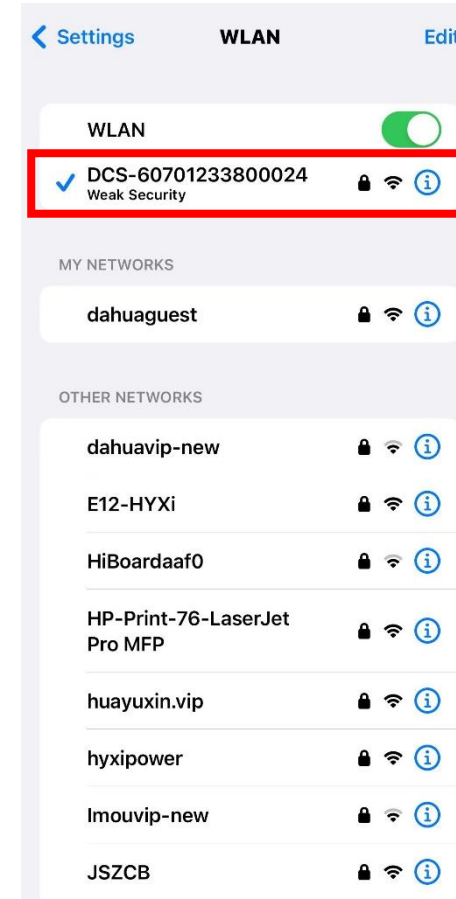 Settings WLAN Edit
WLAN
DCS-60701233800024
Weak Security
MY NETWORKS
dahuaguest
OTHER NETWORKS
dahuavip-new
E12-HYXi
HiBoardaaf0
HP-Print-76-LaserJet
Pro MFP
huayuxin.vip
hyxipower
Imouvip-new
JSZCB